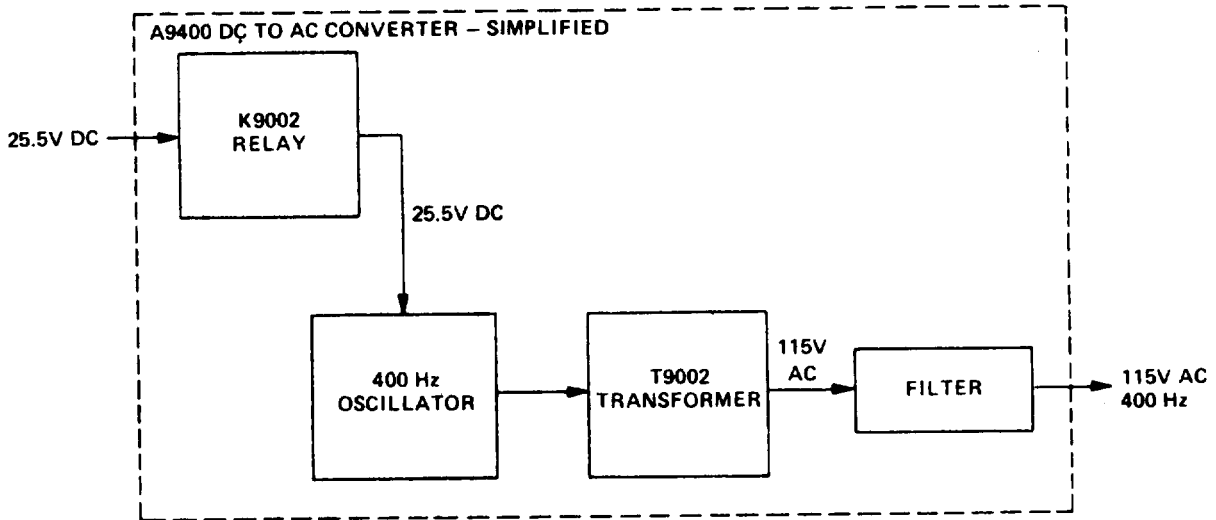 A9400 DÇ TO AC CONVERTER – SIMPLIFIED
K9002
RELAY
25.5V DC
25.5V DC
400 Hz
OSCILLATOR
T9002
TRANSFORMER
115V
AC
FILTER
115V AC
400 Hz